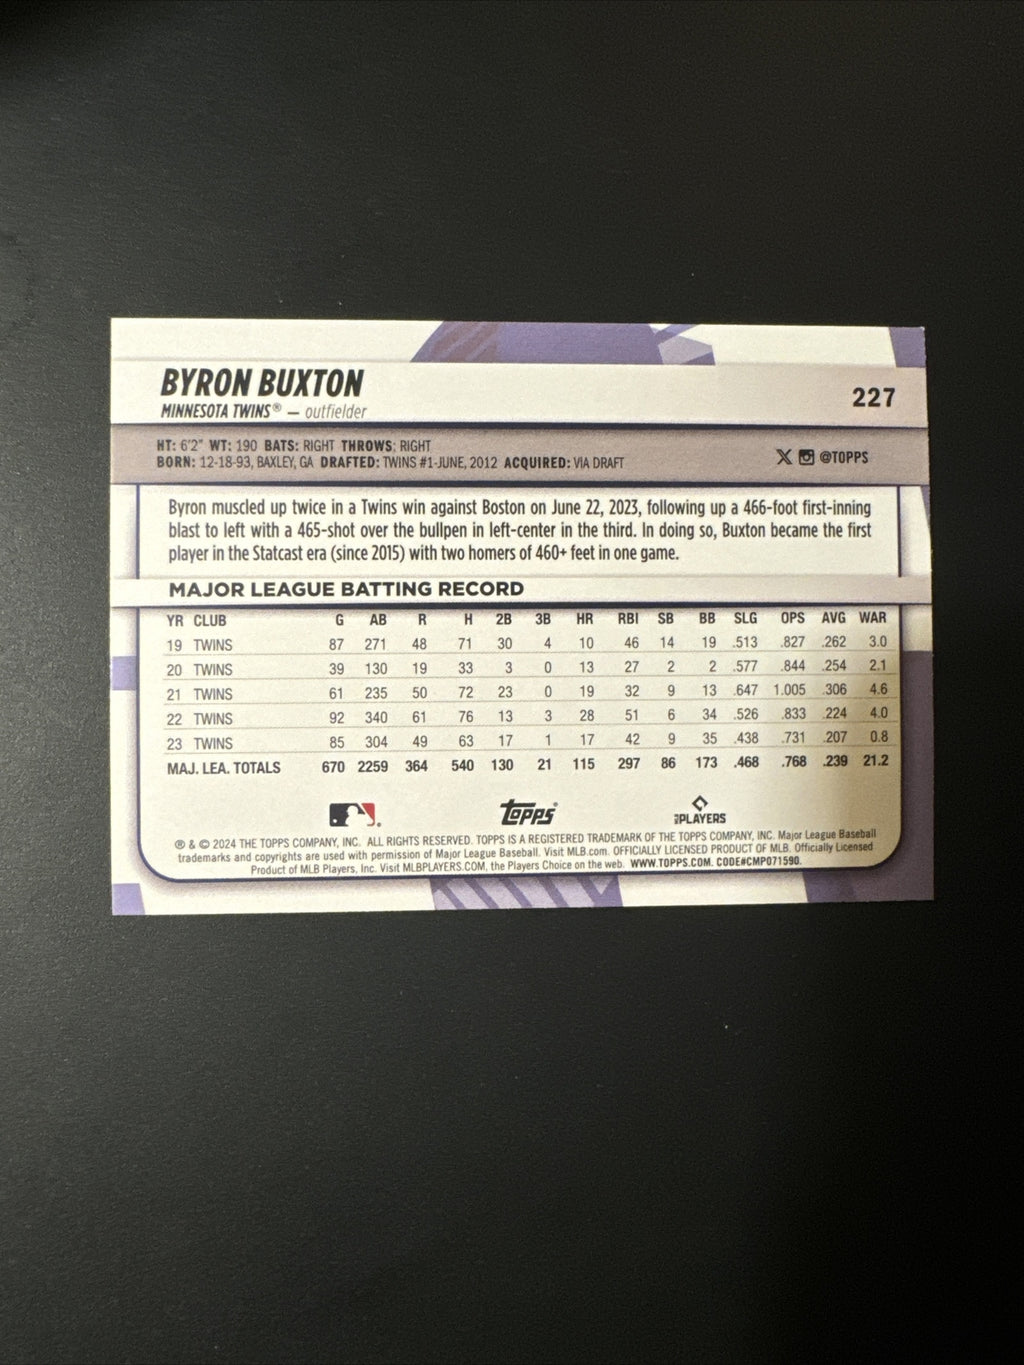 BYRON BUXTON
MINNESOTA TWINS® — outfielder
227
HT: 6'2" WT: 190 BATS: RIGHT THROWS: RIGHT
BORN: 12-18-93, BAXLEY, GA DRAFTED: TWINS #1-JUNE, 2012 ACQUIRED: VIA DRAFT
@TOPPS
Byron muscled up twice in a Twins win against Boston on June 22, 2023, following up a 466-foot first-inning
blast to left with a 465-shot over the bullpen in left-center in the third. In doing so, Buxton became the first
player in the Statcast era (since 2015) with two homers of 460+ feet in one game.
MAJOR LEAGUE BATTING RECORD
YR CLUB G AB R H 2B 3B HR RBI SB BB SLG OPS AVG WAR
19 TWINS 87 271 48 71 30 4 10 46 14 19 .513 .827 .262 3.0
20 TWINS 39 130 19 33 3 0 13 27 2 2 .577 .844 .254 2.1
21 TWINS 61 235 50 72 23 0 19 32 9 13 .647 1.005 .306 4.6
22 TWINS 92 340 61 76 13 3 28 51 6 34 .526 .833 .224 4.0
23 TWINS 85 304 49 63 17 1 17 42 9 35 .438 .731 .207 0.8
MAJ. LEA. TOTALS 670 2259 364 540 130 21 115 297 86 173 .468 .768 .239 21.2
Topps® PLAYERS
® & © 2024 THE TOPPS COMPANY, INC. ALL RIGHTS RESERVED. TOPPS IS A REGISTERED TRADEMARK OF THE TOPPS COMPANY, INC. Major League Baseball
trademarks and copyrights are used with permission of Major League Baseball. Visit MLB.com. OFFICIALLY LICENSED PRODUCT OF MLB. Officially Licensed
Product of MLB Players, Inc. Visit MLBPLAYERS.COM, the Players Choice on the web. WWW.TOPPS.COM. CODE#CMP071590.